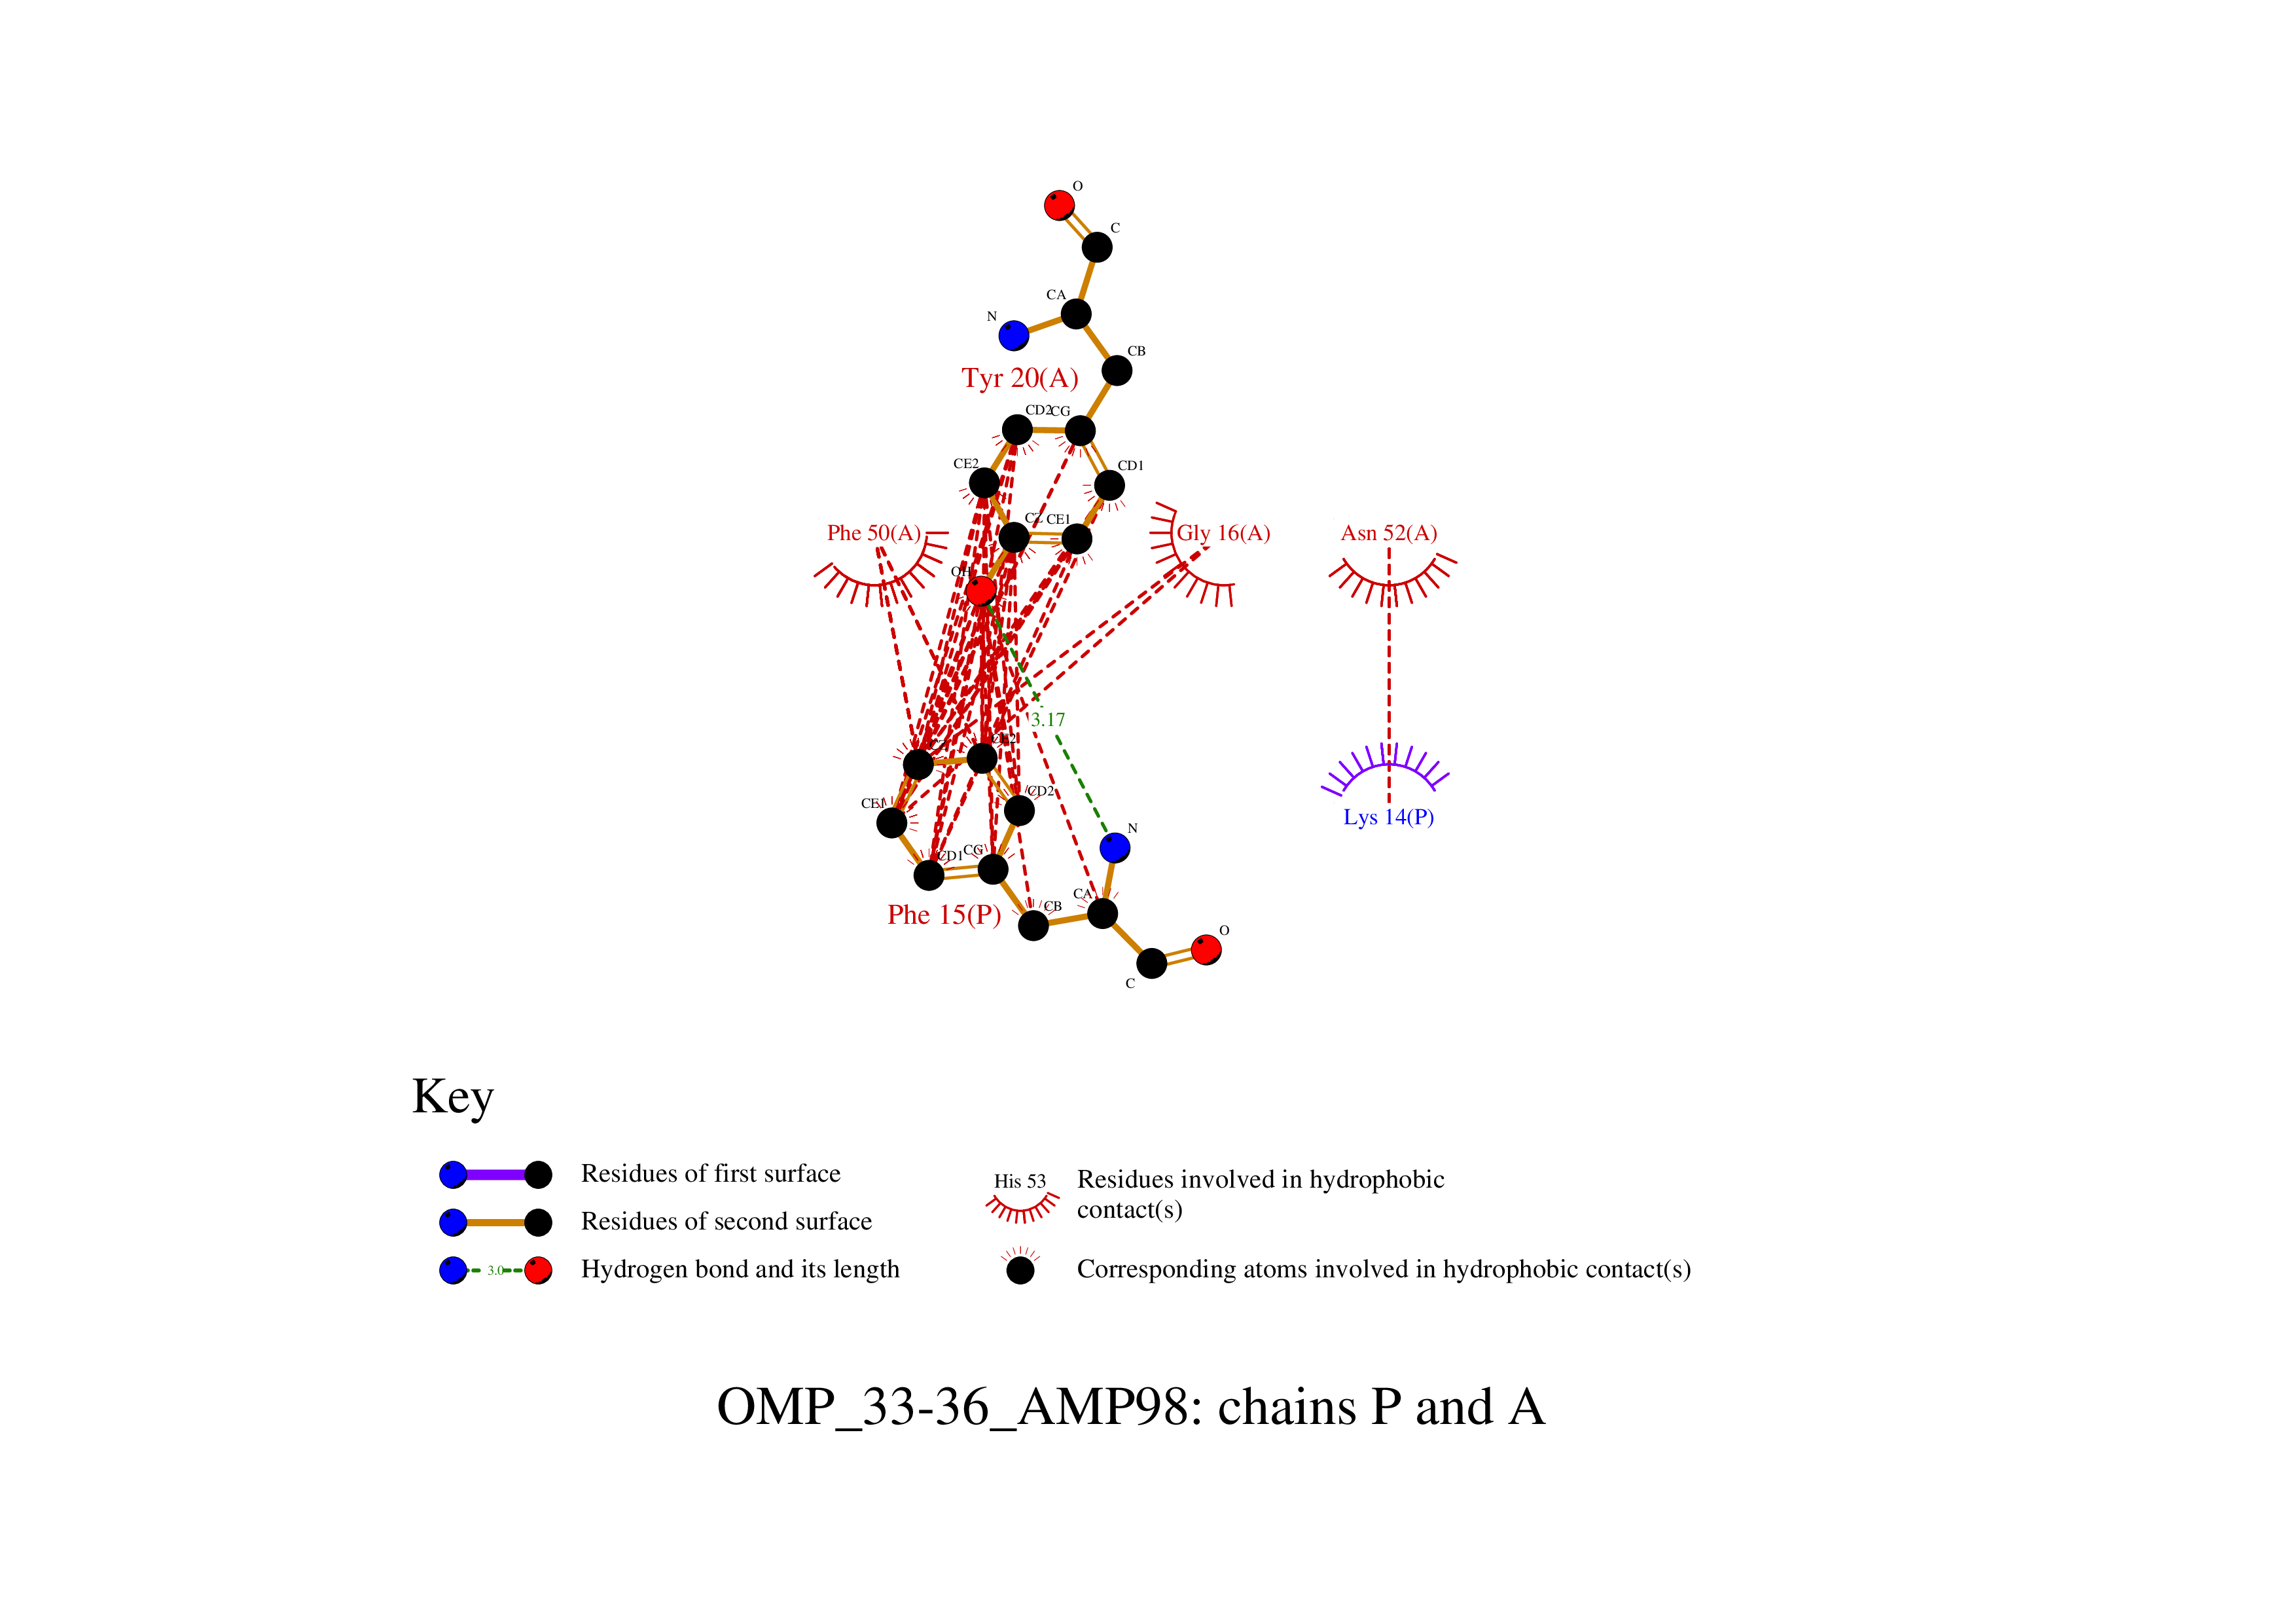 O
C
CA
N
CB
Tyr 20(A)
CD2
CG
CE2
CD1
CZ
CE1
Phe 50(A)
Gly 16(A)
Asn 52(A)
OH
3.17
CZ
CE2
CD2
CE1
Lys 14(P)
N
CD1
CG
CA
CB
Phe 15(P)
O
C
Key
Residues of first surface
Residues of second surface
3.0
Hydrogen bond and its length
His 53
Residues involved in hydrophobic
contact(s)
Corresponding atoms involved in hydrophobic contact(s)
OMP_33-36_AMP98: chains P and A